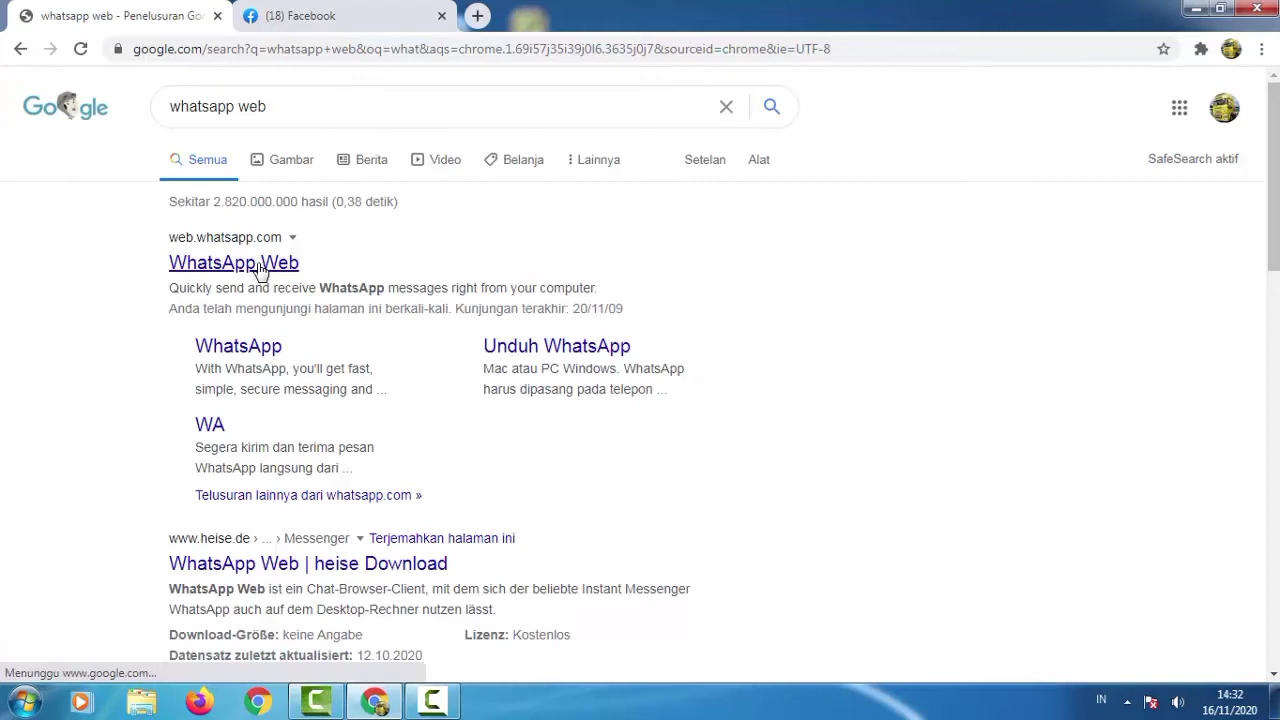 whatsapp web - Penelusuran Go
(18) Facebook
google.com/search?q=whatsapp+web&oq=what&aqs=chrome.1.69i57j35i39j0l6.3635j0j7&sourceid=chrome&ie=UTF-8
Google
whatsapp web
Semua
Gambar
Berita
Video
Belanja
Lainnya
Setelan
Alat
SafeSearch aktif
Sekitar 2.820.000.000 hasil (0,38 detik)
web.whatsapp.com
WhatsApp Web
Quickly send and receive WhatsApp messages right from your computer.
Anda telah mengunjungi halaman ini berkali-kali. Kunjungan terakhir: 20/11/09
WhatsApp
With WhatsApp, you'll get fast,
simple, secure messaging and ...
Unduh WhatsApp
Mac atau PC Windows. WhatsApp
harus dipasang pada telepon ...
WA
Segera kirim dan terima pesan
WhatsApp langsung dari ...
Telusuran lainnya dari whatsapp.com »
www.heise.de › ... › Messenger
Terjemahkan halaman ini
WhatsApp Web | heise Download
WhatsApp Web ist ein Chat-Browser-Client, mit dem sich der beliebte Instant Messenger
WhatsApp auch auf dem Desktop-Rechner nutzen lässt.
Download-Größe: keine Angabe
Lizenz: Kostenlos
Datensatz zuletzt aktualisiert: 12.10.2020
Menunggu www.google.com...
IN
14:32
16/11/2020